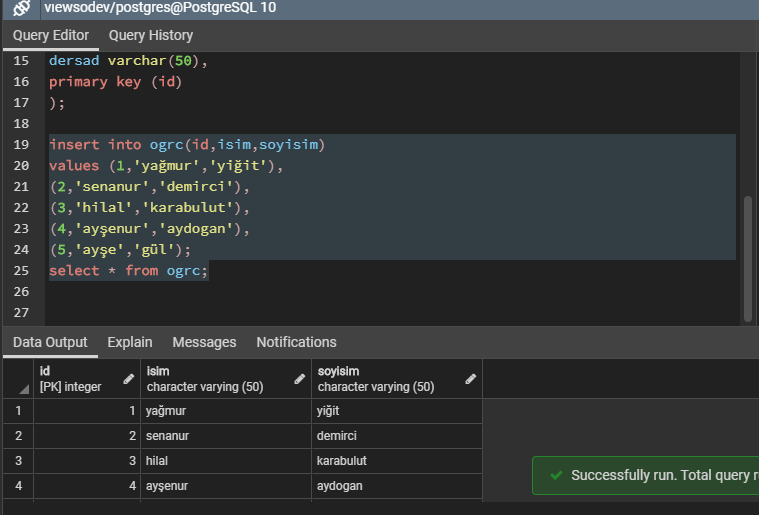 viewsodev/postgres@PostgreSQL 10
Query Editor Query History
15 dersad varchar(50),
16 primary key (id)
17 );
18
19 insert into ogrc(id,isim,soyisim)
20 values (1,'yağmur','yiğit'),
21 (2,'senanur','demirci'),
22 (3,'hilal','karabulut'),
23 (4,'ayşenur','aydogan'),
24 (5,'ayşe','gül');
25 select * from ogrc;
26
27
Data Output Explain Messages Notifications
id isim soyisim
[PK] integer character varying (50) character varying (50)
1 1 yağmur yiğit
2 2 senanur demirci
3 3 hilal karabulut
4 4 ayşenur aydogan
Successfully run. Total query